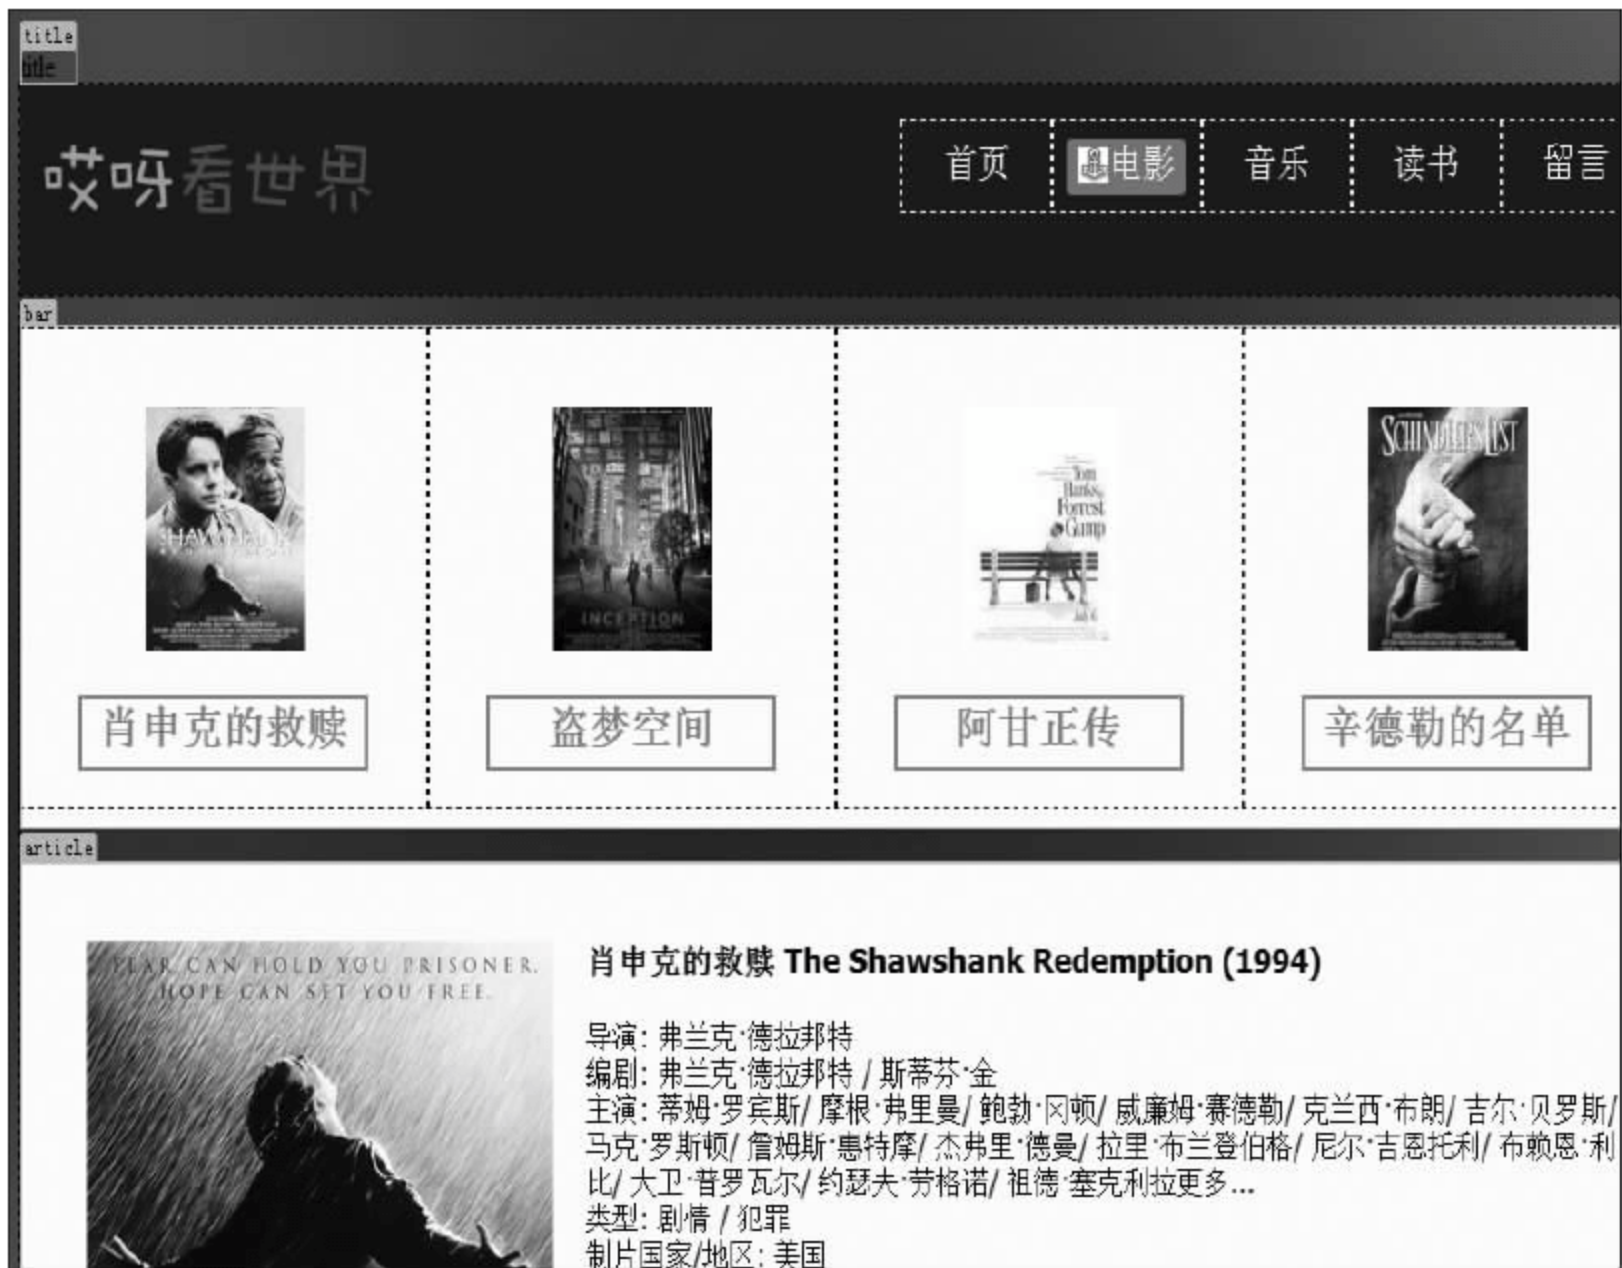 title
title
哎呀看世界
首页
电影
音乐
读书
留言
bar
SHAWSHANK
INCEPTION
Tom
Hanks
Forrest
Gump
SCHINDLER'S LIST
肖申克的救赎
盗梦空间
阿甘正传
辛德勒的名单
article
FEAR CAN HOLD YOU PRISONER.
HOPE CAN SET YOU FREE.
肖申克的救赎 The Shawshank Redemption (1994)
导演: 弗兰克·德拉邦特
编剧: 弗兰克·德拉邦特 / 斯蒂芬·金
主演: 蒂姆·罗宾斯/ 摩根·弗里曼/ 鲍勃·冈顿/ 威廉姆·赛德勒/ 克兰西·布朗/ 吉尔·贝罗斯/
马克·罗斯顿/ 詹姆斯·惠特摩/ 杰弗里·德曼/ 拉里·布兰登伯格/ 尼尔·吉恩托利/ 布赖恩·利
比/ 大卫·普罗瓦尔/ 约瑟夫·劳格诺/ 祖德·塞克利拉更多...
类型: 剧情 / 犯罪
制片国家/地区: 美国